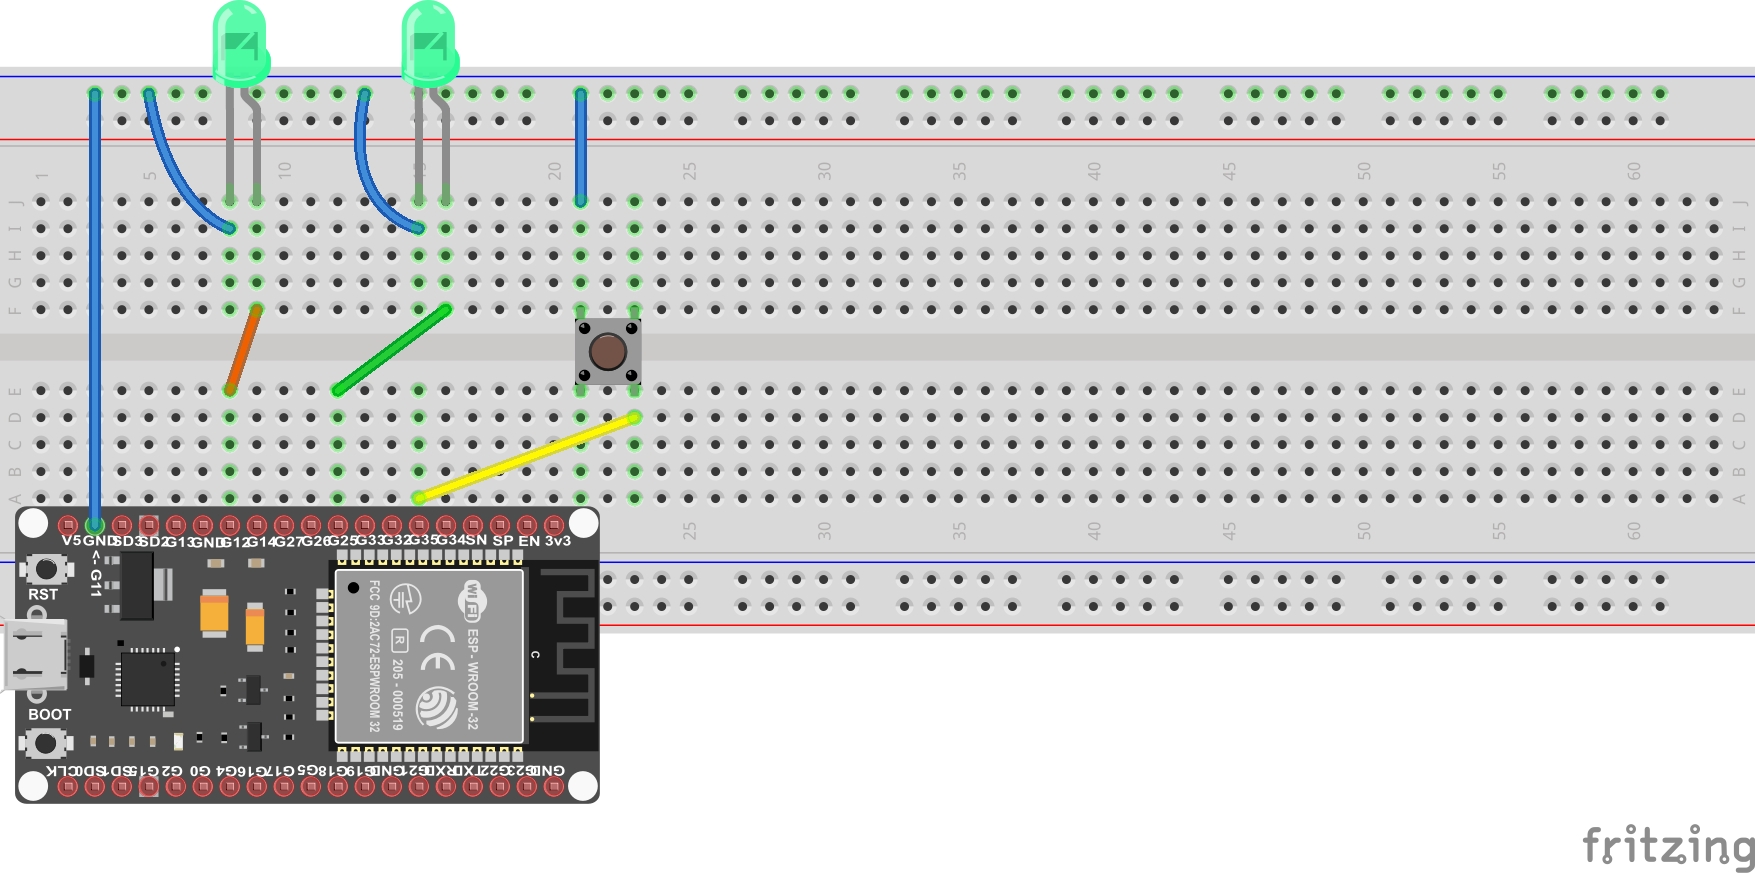 1 5 10 15 20 25 30 35 40 45 50 55 60
J J
I I
H H
G G
F F
E E
D D
C C
B B
A A
25 30 35 40 45 50 55 60
V5 GND SD3 SD2 G13 GND G12 G14 G27 G26 G25 G33 G32 G35 G34 SN SP EN 3v3
<- G11
RST
BOOT
FCC 9D:2AC72-ESPWROOM 32
R
205 - 000519
CE
Wi Fi
ESP - WROOM -32
C
CLK SD0 SD1 G15 G2 G0 G4 G16 G17 G5 G18 G19 GND G21 RXD TXD G22 G23 GND
fritzing